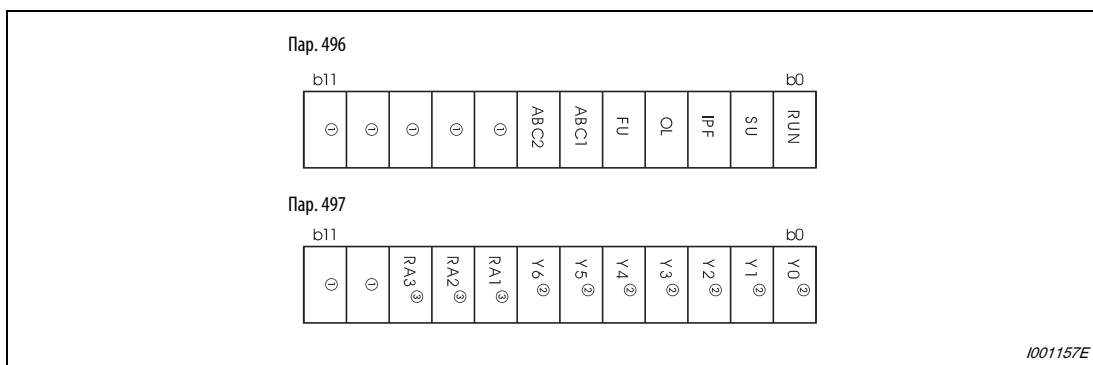 Пар. 496
b11 b0
① ① ① ① ① ABC2 ABC1 FU OL IPF SU RUN
Пар. 497
b11 b0
① ① RA3③ RA2③ RA1③ Y6② Y5② Y4② Y3② Y2② Y1② Y0②
I001157E